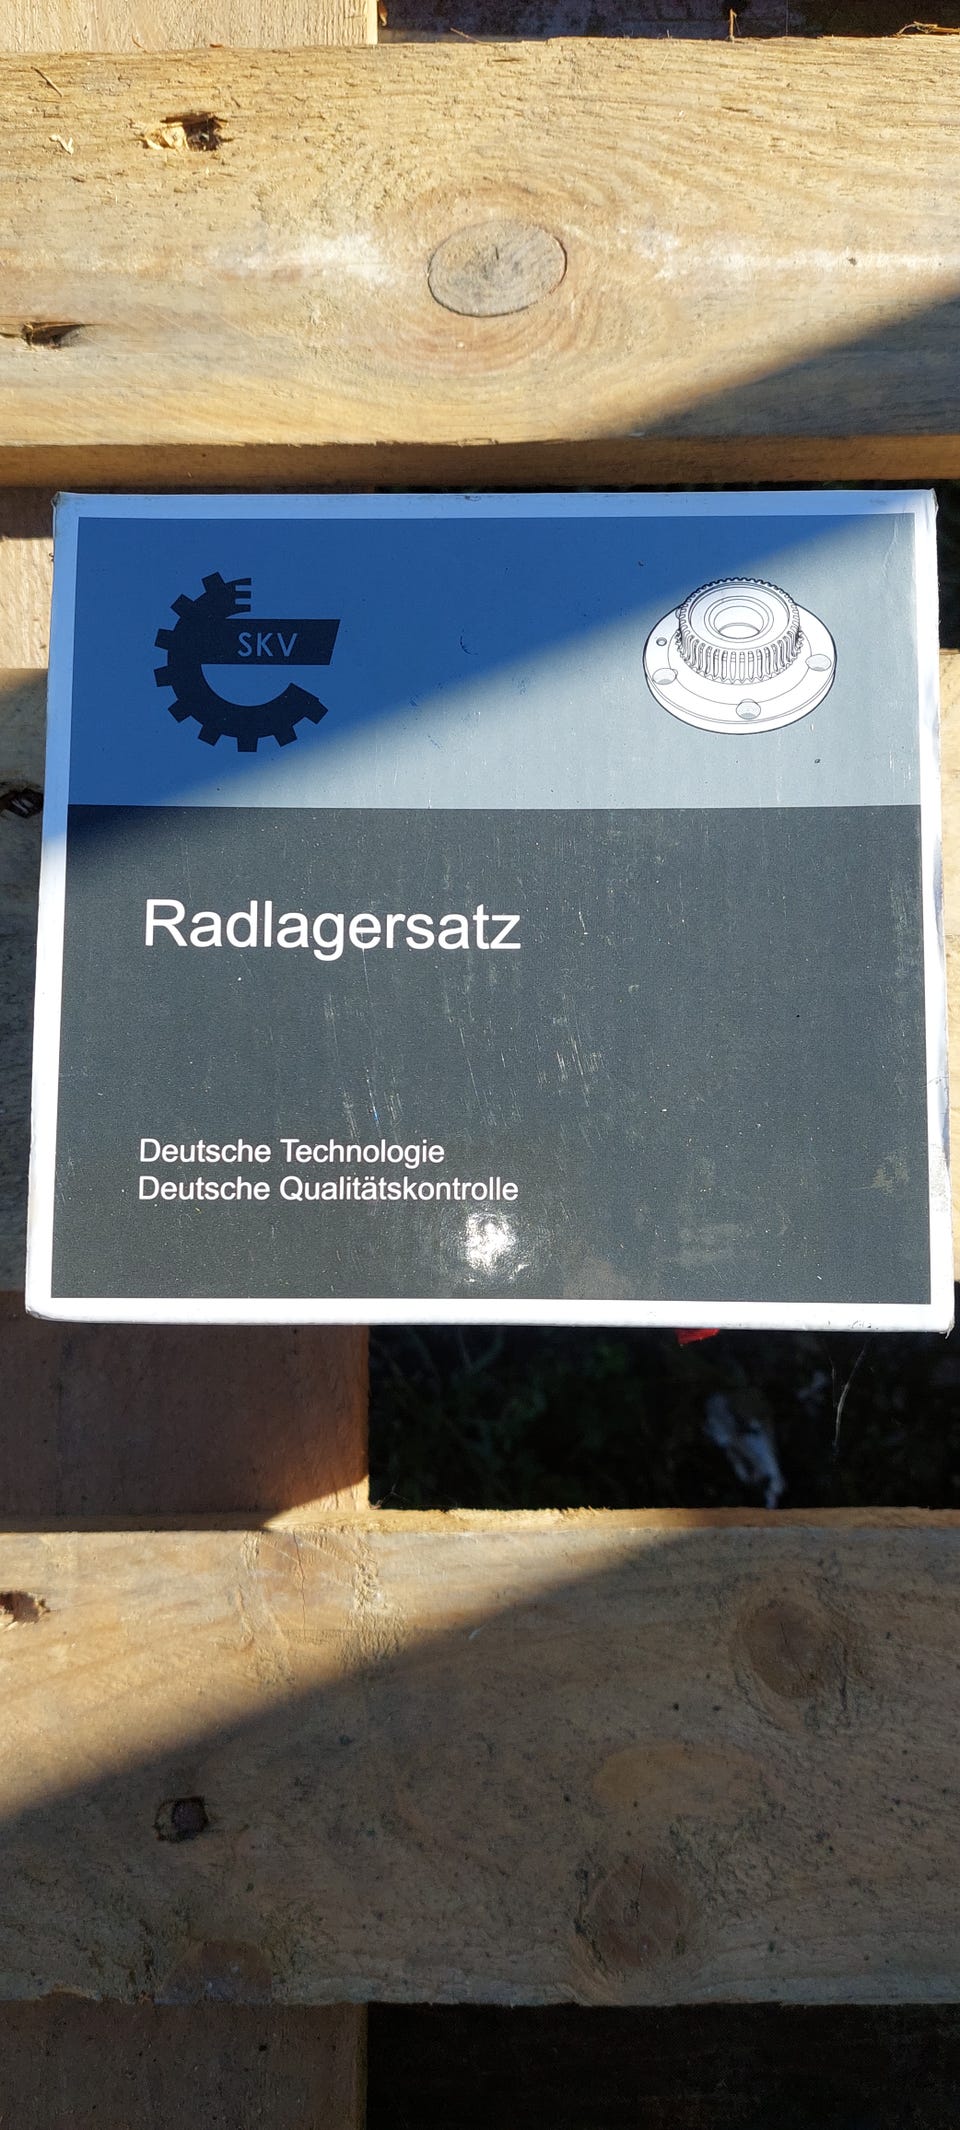 SKV
Radlagersatz
Deutsche Technologie
Deutsche Qualitätskontrolle